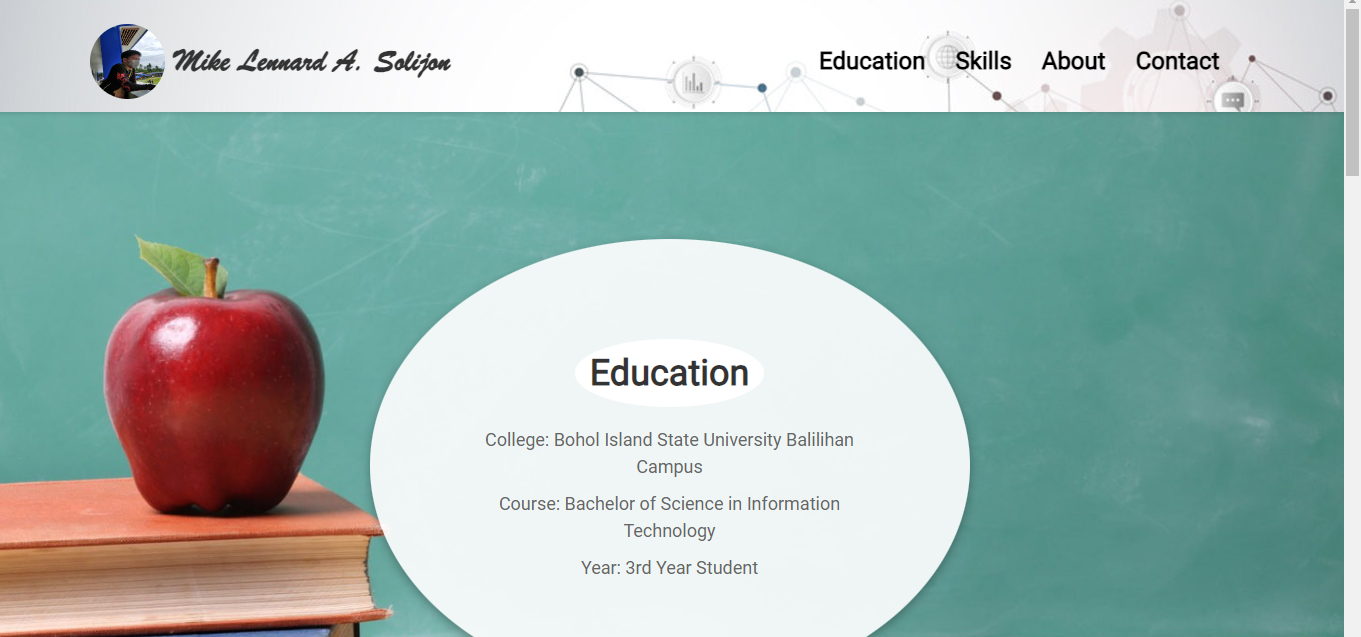 Mike Lennard A. Solijon
Education Skills About Contact
Education
College: Bohol Island State University Balilihan
Campus
Course: Bachelor of Science in Information
Technology
Year: 3rd Year Student